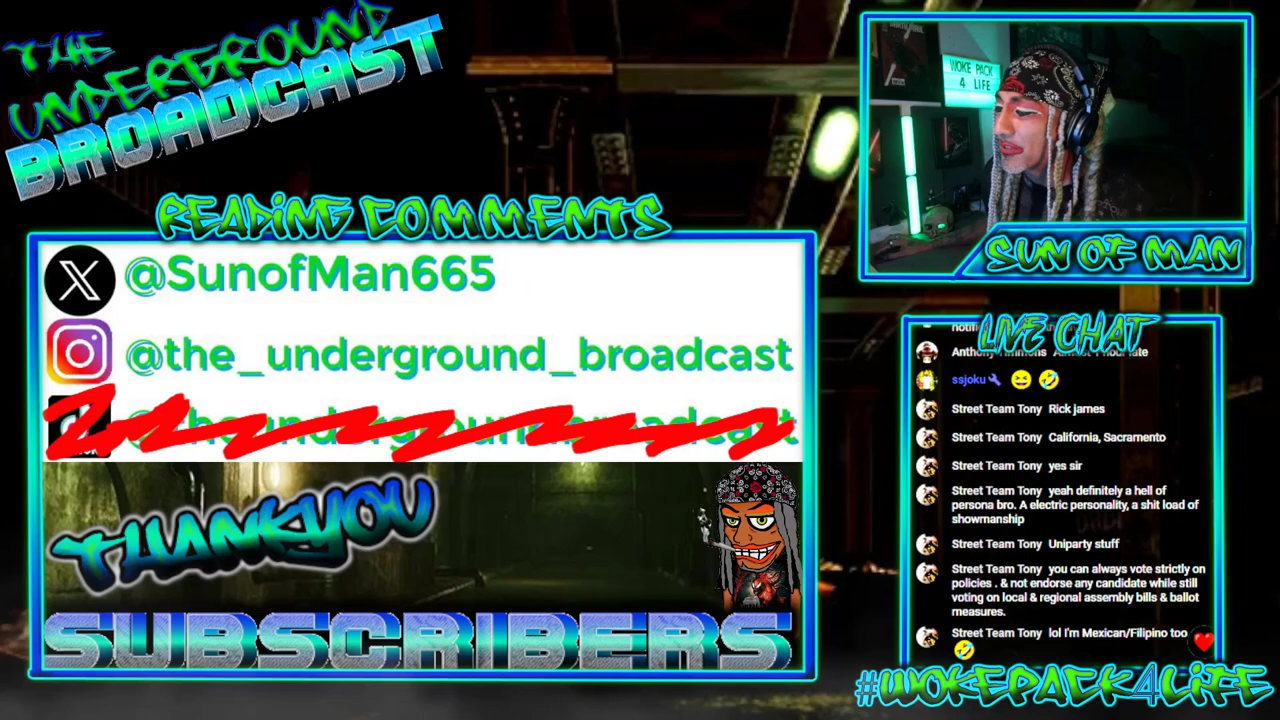 THE
UNDERGROUND
BROADCAST
READING COMMENTS
@SunofMan665
@the_underground_broadcast
THANKYOU
SUBSCRIBERS
WOKE PACK
4 LIFE
SUN OF MAN
LIVE CHAT
ssjoku
Street Team Tony Rick james
Street Team Tony California, Sacramento
Street Team Tony yes sir
Street Team Tony yeah definitely a hell of
persona bro. A electric personality, a shit load of
showmanship
Street Team Tony Uniparty stuff
Street Team Tony you can always vote strictly on
policies . & not endorse any candidate while still
voting on local & regional assembly bills & ballot
measures.
Street Team Tony lol I'm Mexican/Filipino too
#WOKEPACK4LIFE